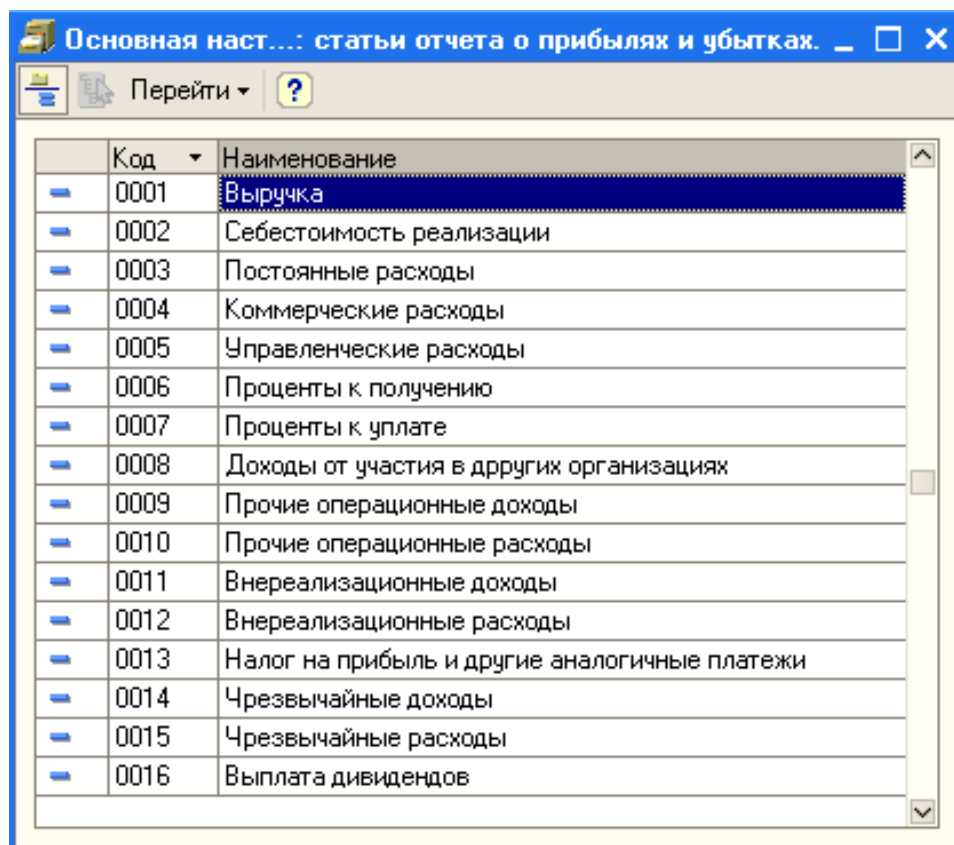 Основная наст...: статьи отчета о прибылях и убытках.
Перейти ?
Код Наименование
0001 Выручка
0002 Себестоимость реализации
0003 Постоянные расходы
0004 Коммерческие расходы
0005 Управленческие расходы
0006 Проценты к получению
0007 Проценты к уплате
0008 Доходы от участия в дрругих организациях
0009 Прочие операционные доходы
0010 Прочие операционные расходы
0011 Внереализационные доходы
0012 Внереализационные расходы
0013 Налог на прибыль и другие аналогичные платежи
0014 Чрезвычайные доходы
0015 Чрезвычайные расходы
0016 Выплата дивидендов